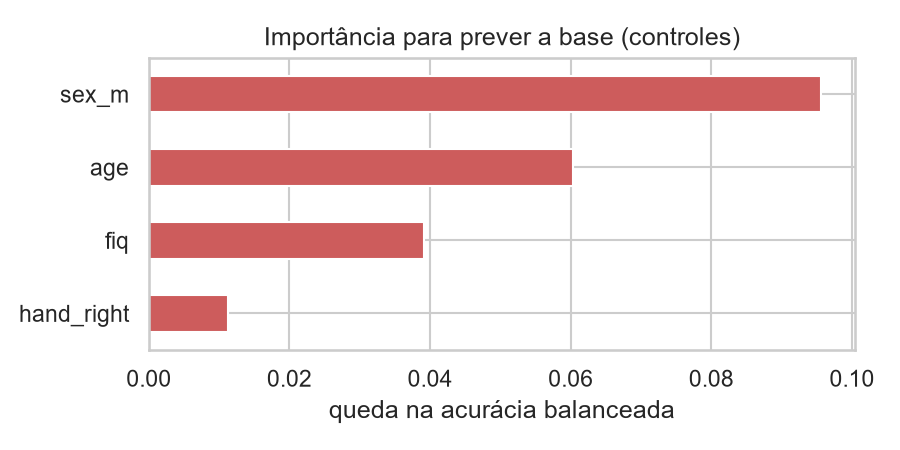 Importância para prever a base (controles)
sex_m
age
fiq
hand_right
0.00 0.02 0.04 0.06 0.08 0.10
queda na acurácia balanceada